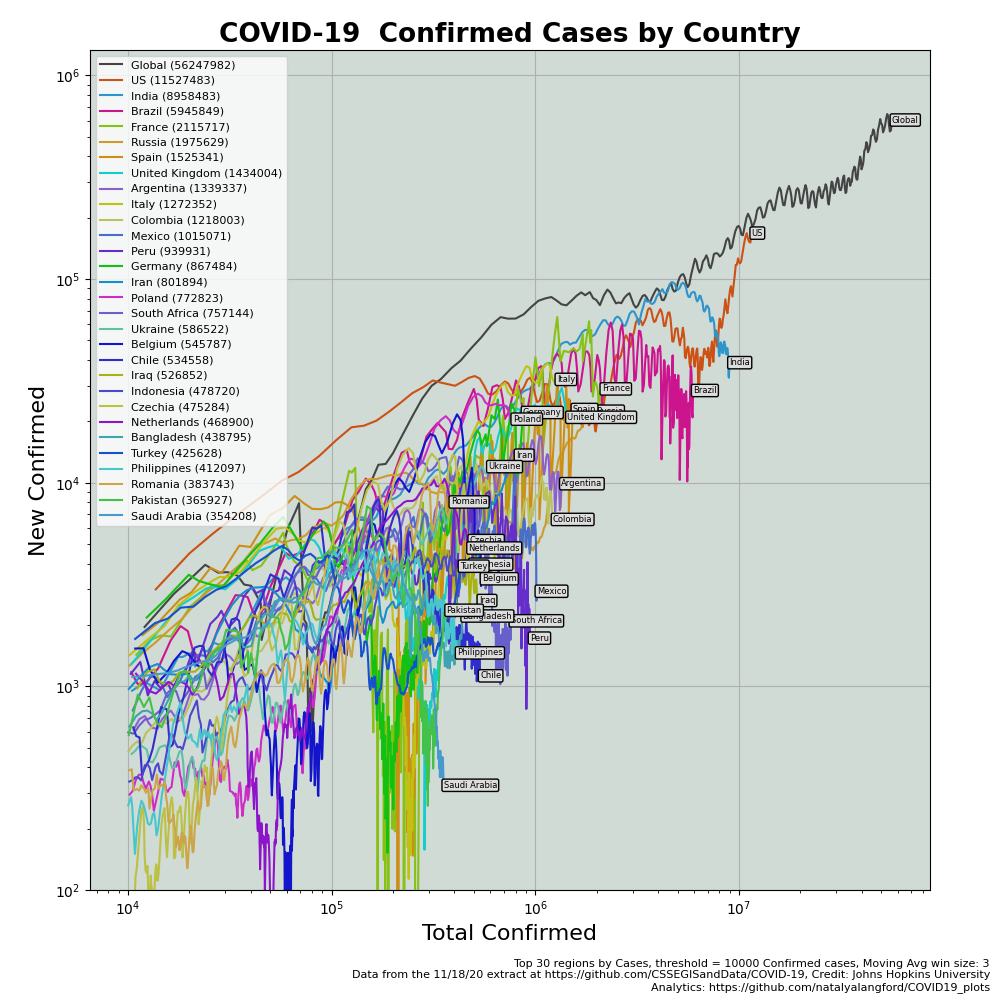 COVID-19  Confirmed Cases by Country
10⁶
10⁵
10⁴
10³
10²
New Confirmed
Global (56247982)
US (11527483)
India (8958483)
Brazil (5945849)
France (2115717)
Russia (1975629)
Spain (1525341)
United Kingdom (1434004)
Argentina (1339337)
Italy (1272352)
Colombia (1218003)
Mexico (1015071)
Peru (939931)
Germany (867484)
Iran (801894)
Poland (772823)
South Africa (757144)
Ukraine (586522)
Belgium (545787)
Chile (534558)
Iraq (526852)
Indonesia (478720)
Czechia (475284)
Netherlands (468900)
Bangladesh (438795)
Turkey (425628)
Philippines (412097)
Romania (383743)
Pakistan (365927)
Saudi Arabia (354208)
Global
US
India
Italy
France
Brazil
Germany
Spain
Poland
United Kingdom
Iran
Ukraine
Argentina
Romania
Colombia
Czechia
Netherlands
Turkey
Belgium
Mexico
Iraq
Pakistan
South Africa
Peru
Philippines
Chile
Saudi Arabia
10⁴
10⁵
10⁶
10⁷
Total Confirmed
Top 30 regions by Cases, threshold = 10000 Confirmed cases, Moving Avg win size: 3
Data from the 11/18/20 extract at https://github.com/CSSEGISandData/COVID-19, Credit: Johns Hopkins University
Analytics: https://github.com/natalyalangford/COVID19_plots